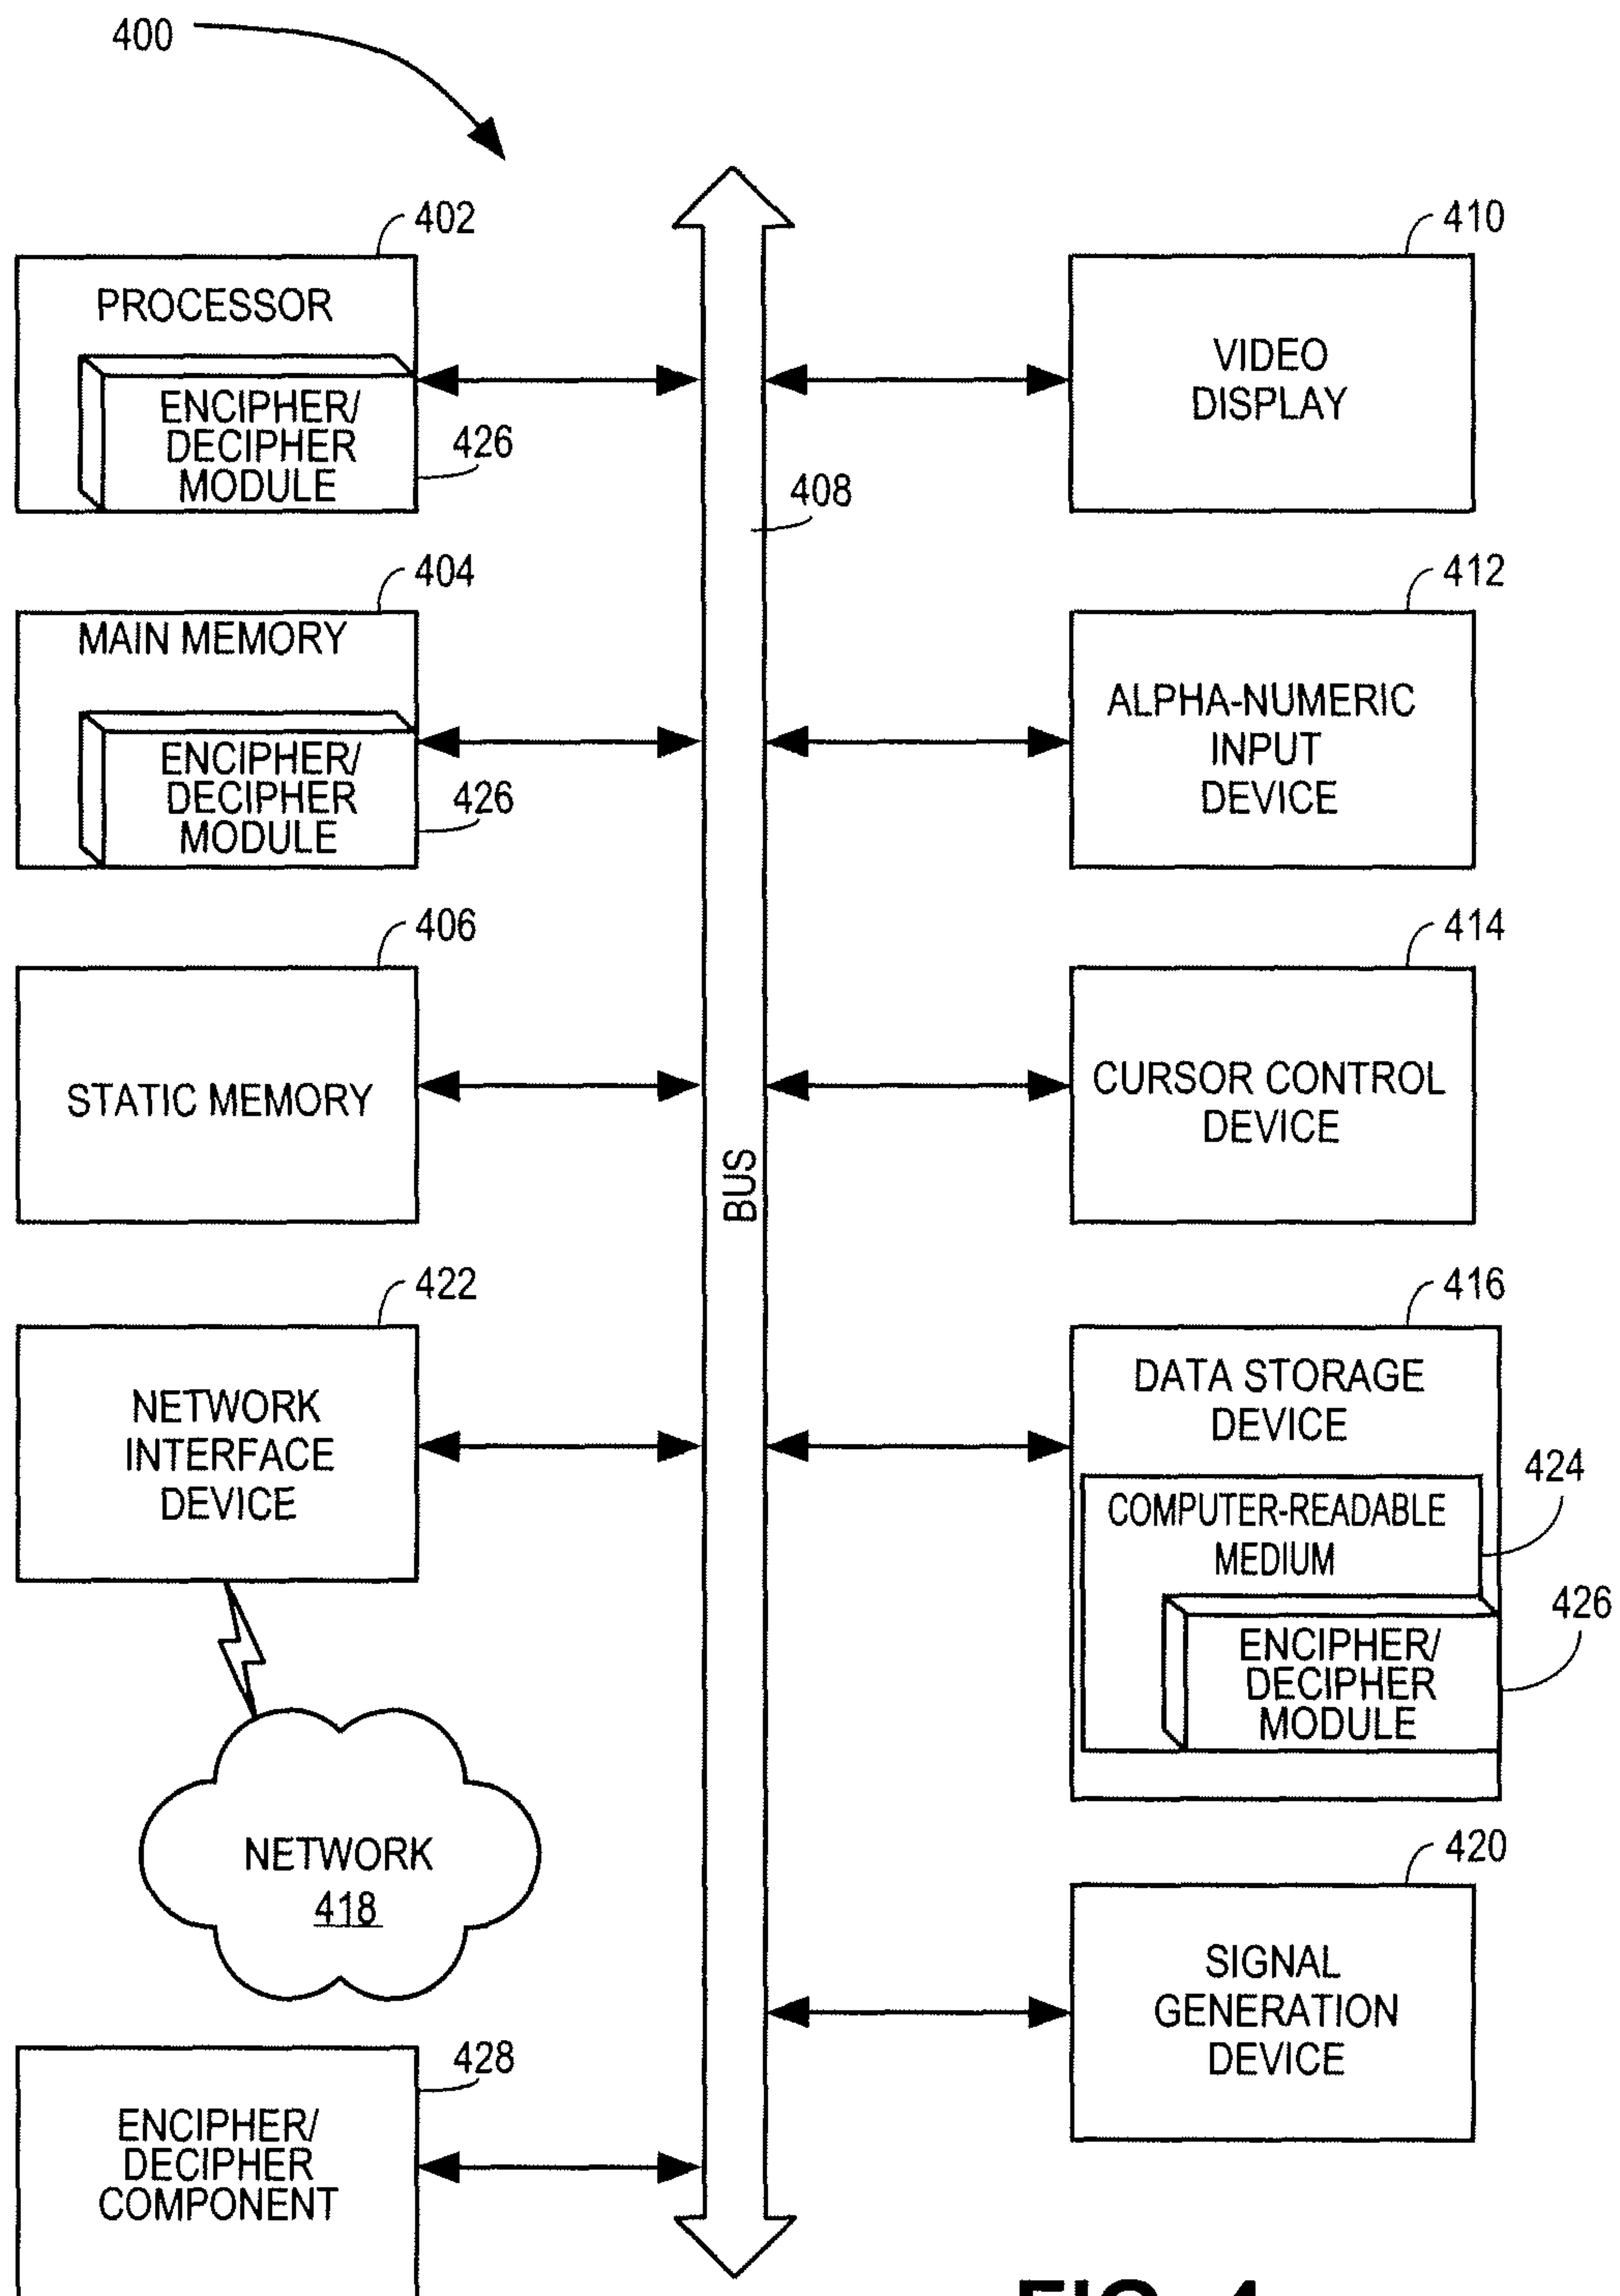 400
402
PROCESSOR
ENCIPHER/
DECIPHER
MODULE
426
404
MAIN MEMORY
ENCIPHER/
DECIPHER
MODULE
426
406
STATIC MEMORY
422
NETWORK
INTERFACE
DEVICE
NETWORK
418
428
ENCIPHER/
DECIPHER
COMPONENT
408
BUS
410
VIDEO
DISPLAY
412
ALPHA-NUMERIC
INPUT
DEVICE
414
CURSOR CONTROL
DEVICE
416
DATA STORAGE
DEVICE
424
COMPUTER-READABLE
MEDIUM
426
ENCIPHER/
DECIPHER
MODULE
420
SIGNAL
GENERATION
DEVICE
FIG. 4